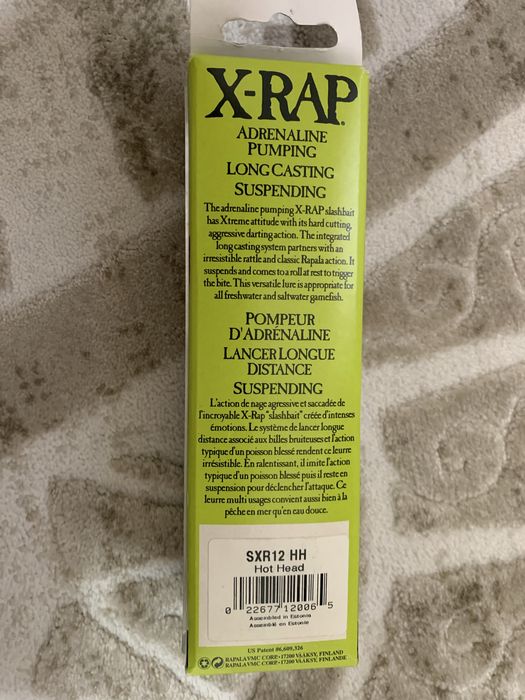 X-RAP®
ADRENALINE
PUMPING
LONG CASTING
SUSPENDING
The adrenaline pumping X-RAP slashbait
has Xtreme attitude with its hard cutting,
aggressive darting action. The integrated
long casting system partners with an
irresistible rattle and classic Rapala action. It
suspends and comes to a roll at rest to trigger
the bite. This versatile lure is appropriate for
all freshwater and saltwater gamefish.
POMPEUR
D'ADRÉNALINE
LANCER LONGUE
DISTANCE
SUSPENDING
L'action de nage agressive et saccadée de
l'incroyable X-Rap "slashbait" créée d'intenses
émotions. Le système de lancer longue
distance associé aux billes bruiteuses et l'action
typique d'un poisson blessé rendent ce leurre
irrésistible. En ralentissant, il imite l'action
typique d'un poisson blessé puis il reste en
suspension pour déclencher l'attaque. Ce
leurre multi usages convient aussi bien à la
pêche en mer qu'en eau douce.
SXR12 HH
Hot Head
0 22677 12006 5
Assembled in Estonia
Assemblé en Estonie
US Patent #6,609,326
RAPALA VMC CORP. • 17200 VÄÄKSY, FINLAND
RAPALA VMC CORP. • 17200 VÄÄKSY, FINLANDE